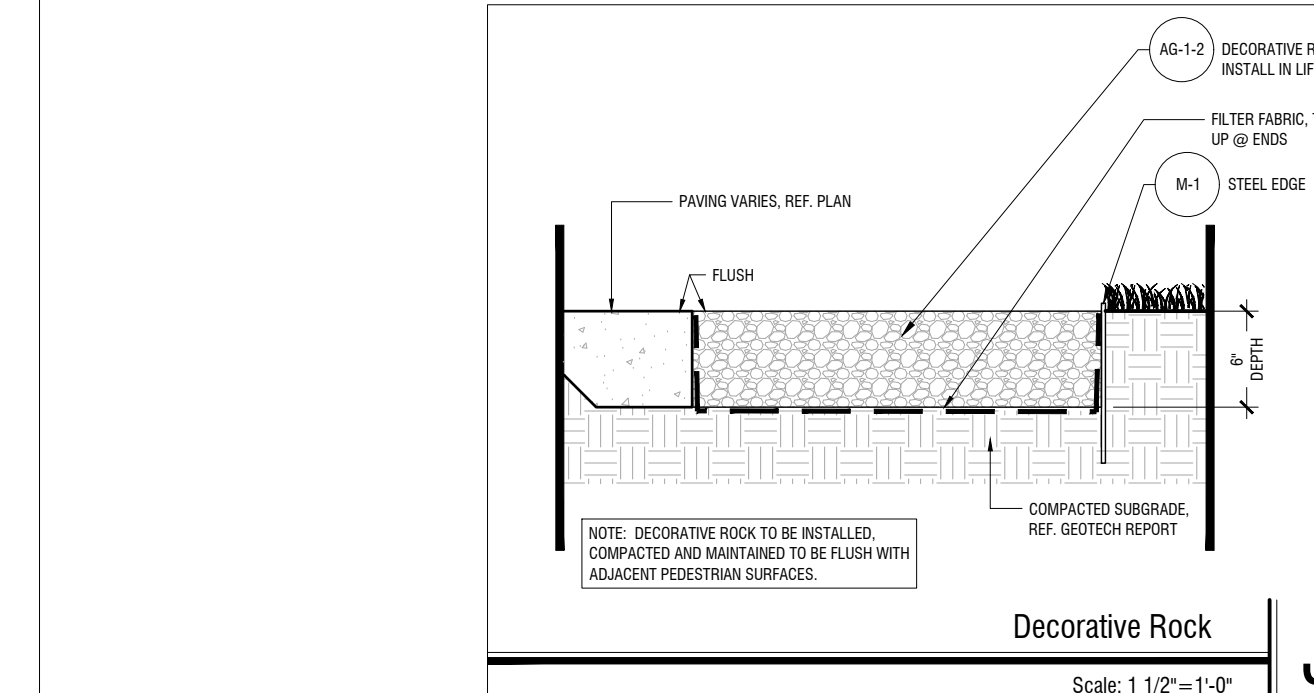 AG-1-2
DECORATIVE
INSTALL IN
FILTER FABRIC,
UP @ ENDS
M-1
STEEL EDGE
PAVING VARIES, REF. PLAN
FLUSH
6"
DEPTH
COMPACTED SUBGRADE,
REF. GEOTECH REPORT
NOTE:  DECORATIVE ROCK TO BE INSTALLED,
COMPACTED AND MAINTAINED TO BE FLUSH WITH
ADJACENT PEDESTRIAN SURFACES.
Decorative Rock
Scale: 1 1/2"=1'-0"